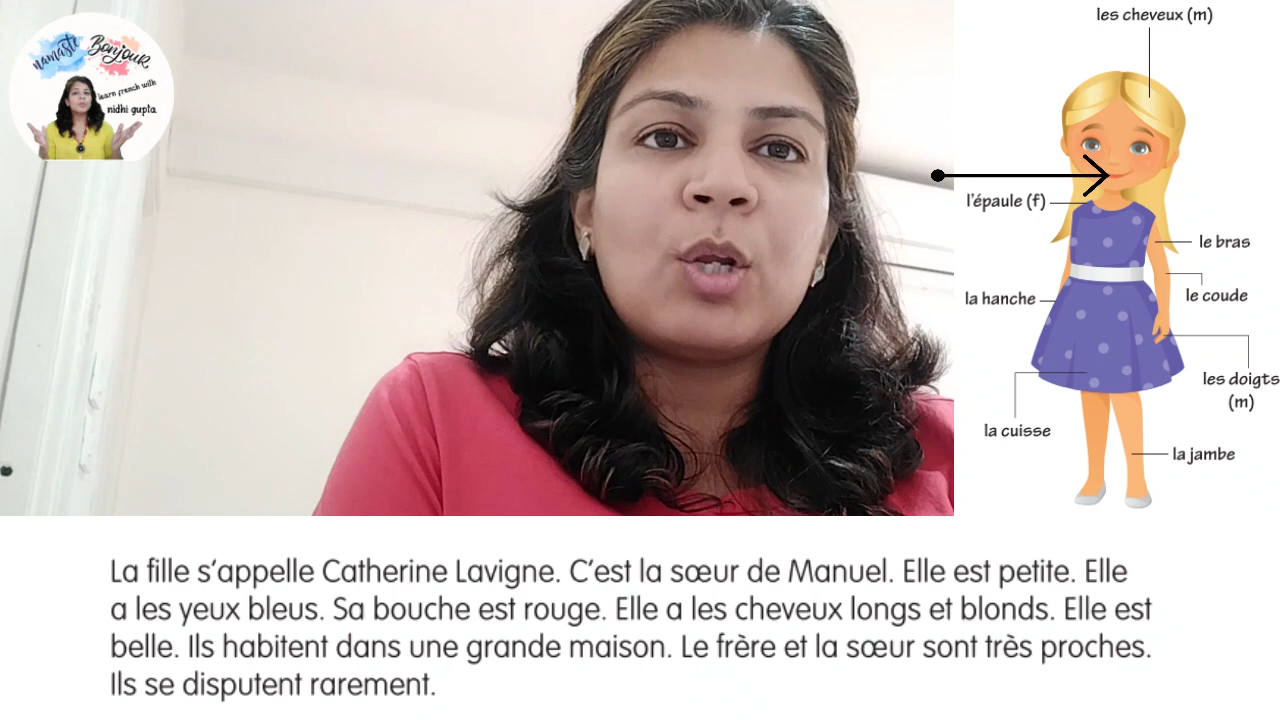 namasté Bonjour
learn french with
nidhi gupta
les cheveux (m)
l'épaule (f)
le bras
le coude
la hanche
les doigts
(m)
la cuisse
la jambe
La fille s'appelle Catherine Lavigne. C'est la sœur de Manuel. Elle est petite. Elle
a les yeux bleus. Sa bouche est rouge. Elle a les cheveux longs et blonds. Elle est
belle. Ils habitent dans une grande maison. Le frère et la sœur sont très proches.
Ils se disputent rarement.